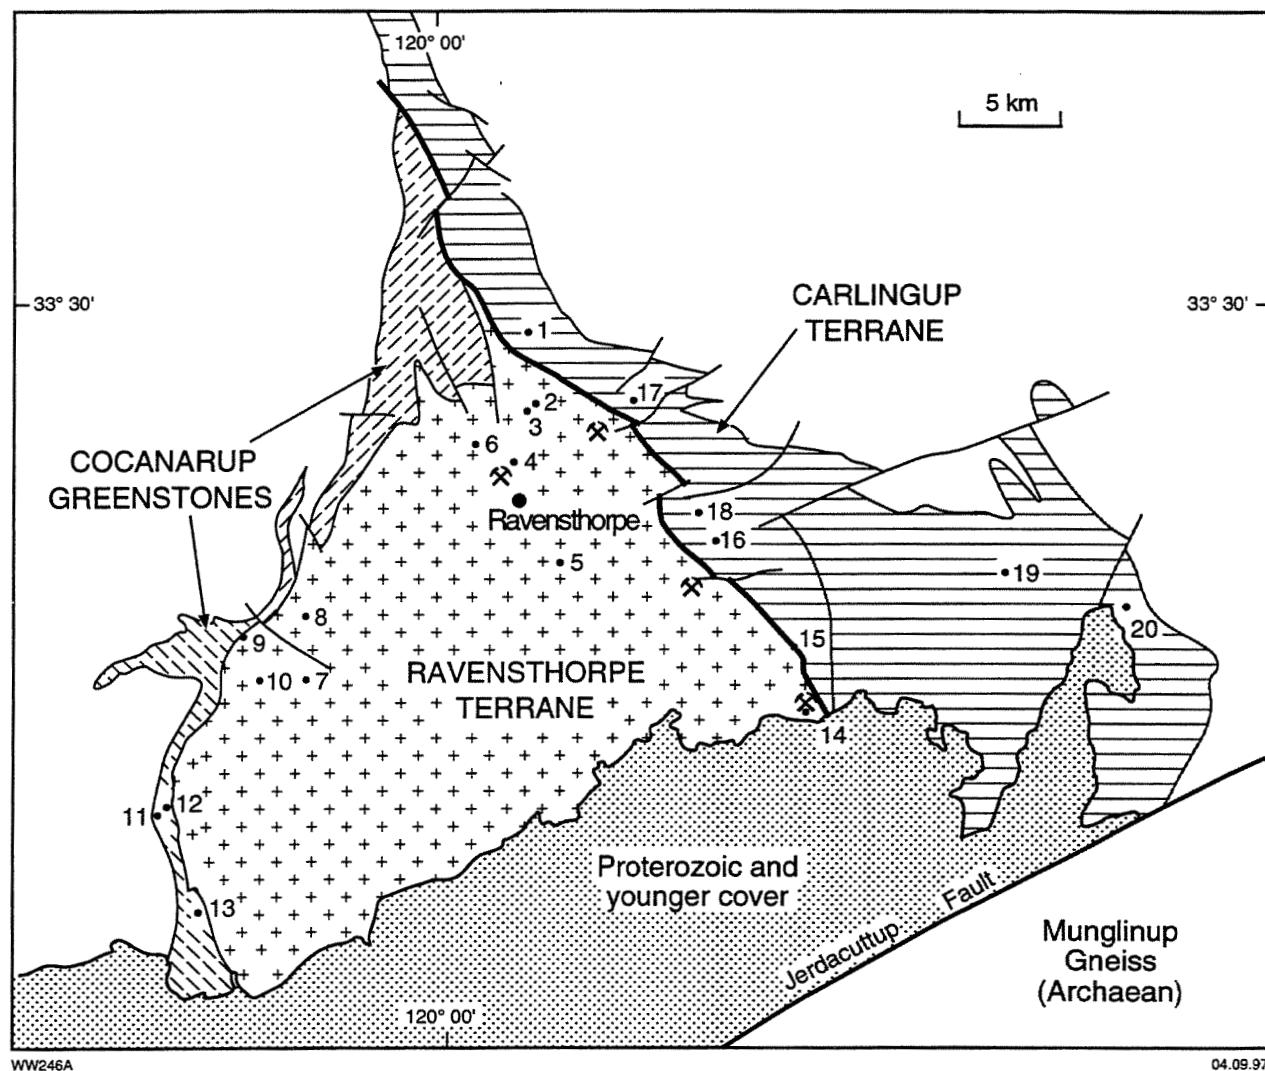 120° 00'
5 km
33° 30'
33° 30'
CARLINGUP
TERRANE
1
17
2
3
6
4
COCANARUP
GREENSTONES
Ravensthorpe
18
16
5
19
20
8
9
15
10
7
RAVENSTHORPE
TERRANE
14
12
11
Proterozoic and
younger cover
13
Jerdacuttup Fault
Munglinup
Gneiss
(Archaean)
120° 00'
WW246A
04.09.97